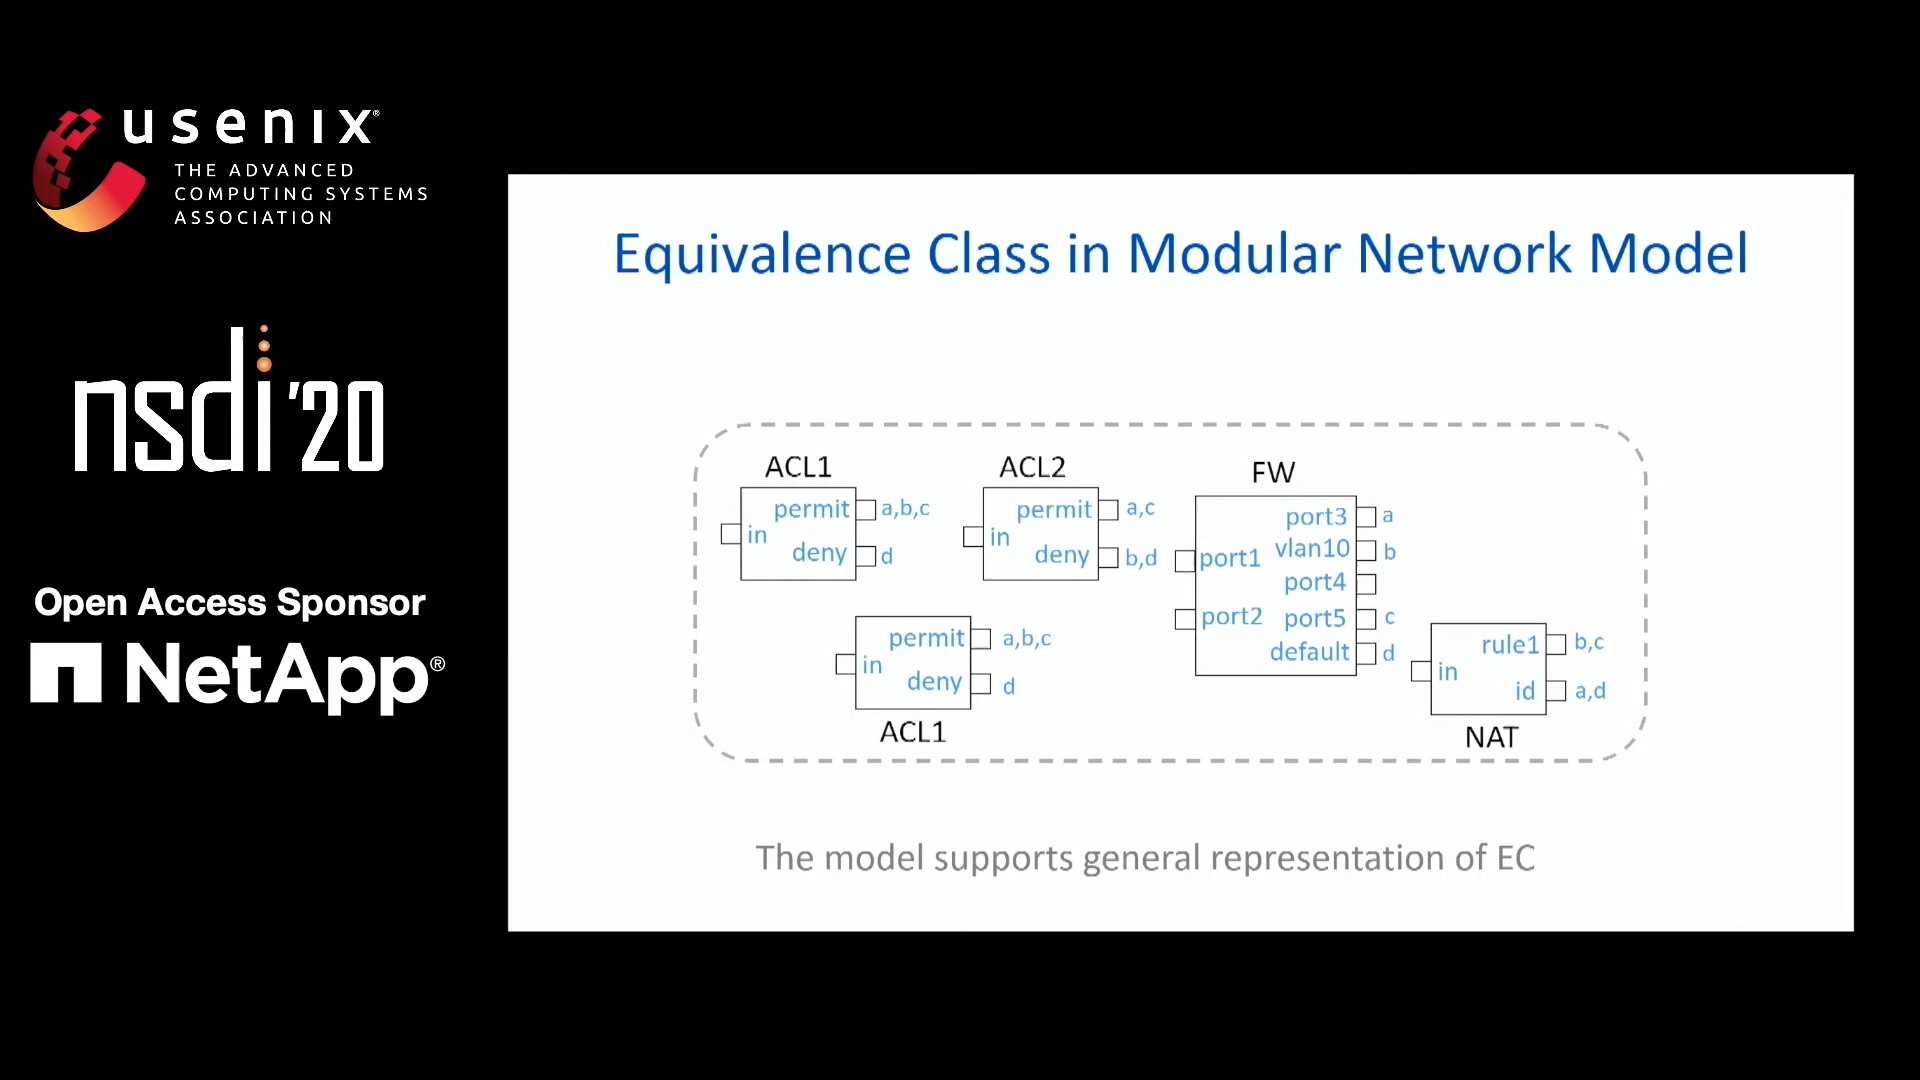 usenix®
THE ADVANCED
COMPUTING SYSTEMS
ASSOCIATION
nsdi '20
Open Access Sponsor
NetApp®
Equivalence Class in Modular Network Model
ACL1
in
permit
a,b,c
deny
d
ACL2
in
permit
a,c
deny
b,d
FW
port1
port2
port3
a
vlan10
b
port4
port5
c
default
d
in
permit
a,b,c
deny
d
ACL1
in
rule1
b,c
id
a,d
NAT
The model supports general representation of EC